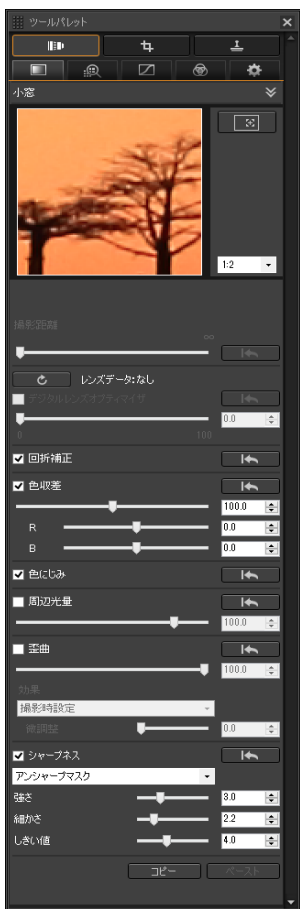 ツールパレット
小窓
1:2
撮影距離
∞
レンズデータ:なし
デジタルレンズオプティマイザ
0.0
0 100
回折補正
色収差
100.0
R 0.0
B 0.0
色にじみ
周辺光量
100.0
歪曲
100.0
効果
撮影時設定
微調整 0.0
シャープネス
アンシャープマスク
強さ 3.0
細かさ 2.2
しきい値 4.0
コピー ペースト